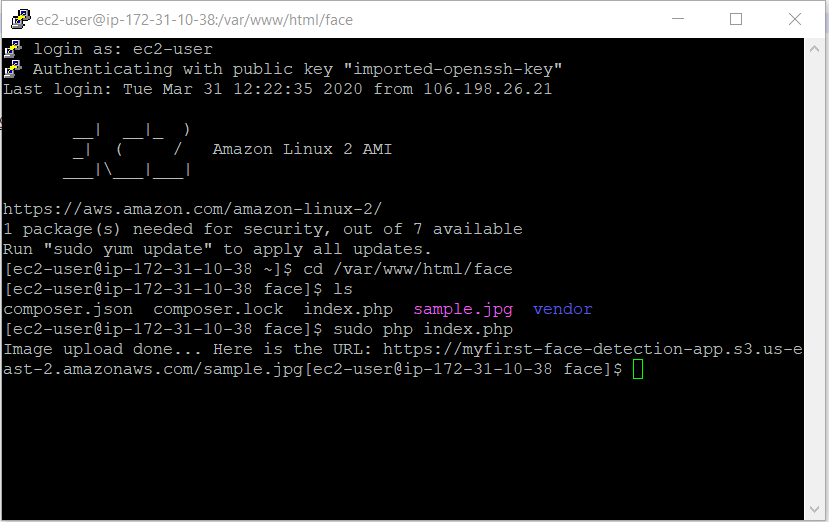 ec2-user@ip-172-31-10-38:/var/www/html/face
login as: ec2-user
Authenticating with public key "imported-openssh-key"
Last login: Tue Mar 31 12:22:35 2020 from 106.198.26.21
       __|  __|_  )
       _|  (     /   Amazon Linux 2 AMI
      ___|\___|___|
https://aws.amazon.com/amazon-linux-2/
1 package(s) needed for security, out of 7 available
Run "sudo yum update" to apply all updates.
[ec2-user@ip-172-31-10-38 ~]$ cd /var/www/html/face
[ec2-user@ip-172-31-10-38 face]$ ls
composer.json  composer.lock  index.php  sample.jpg  vendor
[ec2-user@ip-172-31-10-38 face]$ sudo php index.php
Image upload done... Here is the URL: https://myfirst-face-detection-app.s3.us-e
ast-2.amazonaws.com/sample.jpg[ec2-user@ip-172-31-10-38 face]$